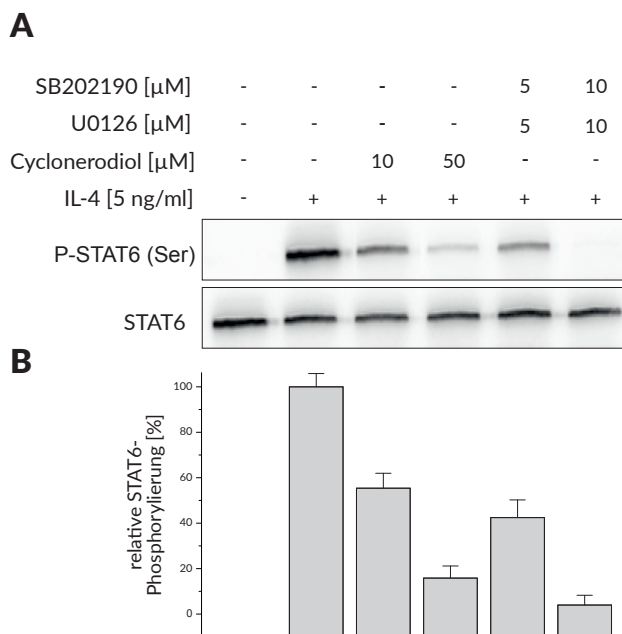 A
SB202190 [µM] - - - - 5 10
U0126 [µM] - - - - 5 10
Cyclonerodiol [µM] - - 10 50 - -
IL-4 [5 ng/ml] - + + + + +
P-STAT6 (Ser)
STAT6
B
relative STAT6-
Phosphorylierung [%]
100
80
60
40
20
0